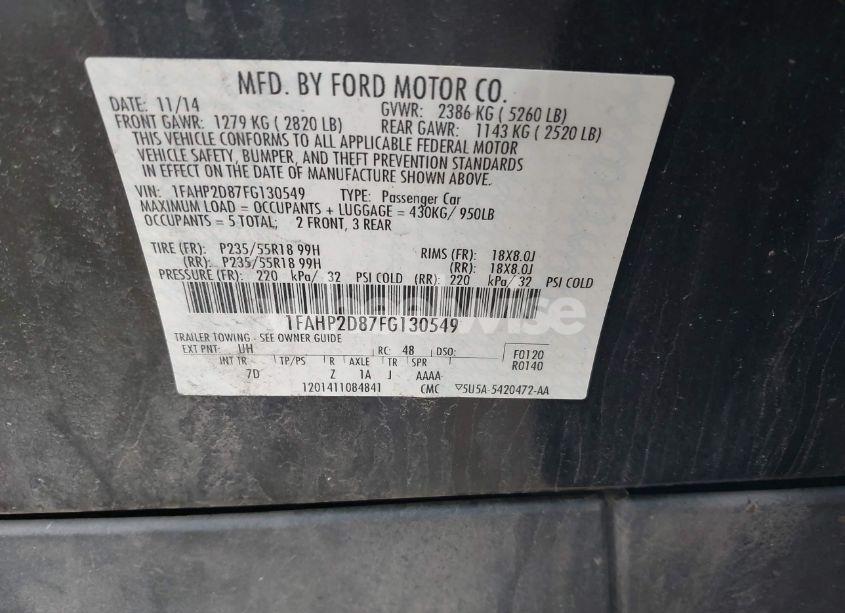 MFD. BY FORD MOTOR CO.
DATE: 11/14 GVWR: 2386 KG ( 5260 LB)
FRONT GAWR: 1279 KG ( 2820 LB) REAR GAWR: 1143 KG ( 2520 LB)
THIS VEHICLE CONFORMS TO ALL APPLICABLE FEDERAL MOTOR
VEHICLE SAFETY, BUMPER, AND THEFT PREVENTION STANDARDS
IN EFFECT ON THE DATE OF MANUFACTURE SHOWN ABOVE.
VIN: 1FAHP2D87FG130549 TYPE: Passenger Car
MAXIMUM LOAD = OCCUPANTS + LUGGAGE = 430KG/ 950LB
OCCUPANTS = 5 TOTAL; 2 FRONT, 3 REAR
TIRE (FR): P235/55R18 99H RIMS (FR): 18X8.0J
(RR): P235/55R18 99H (RR): 18X8.0J
PRESSURE (FR): 220 kPa/ 32 PSI COLD (RR): 220 kPa/ 32 PSI COLD
1FAHP2D87FG130549
TRAILER TOWING - SEE OWNER GUIDE
EXT PNT: UH RC: 48 DSO: F0120
INT TR TP/PS R AXLE TR SPR R0140
7D Z 1A J AAAA
1201411084841 CMC ▽5U5A-5420472-AA